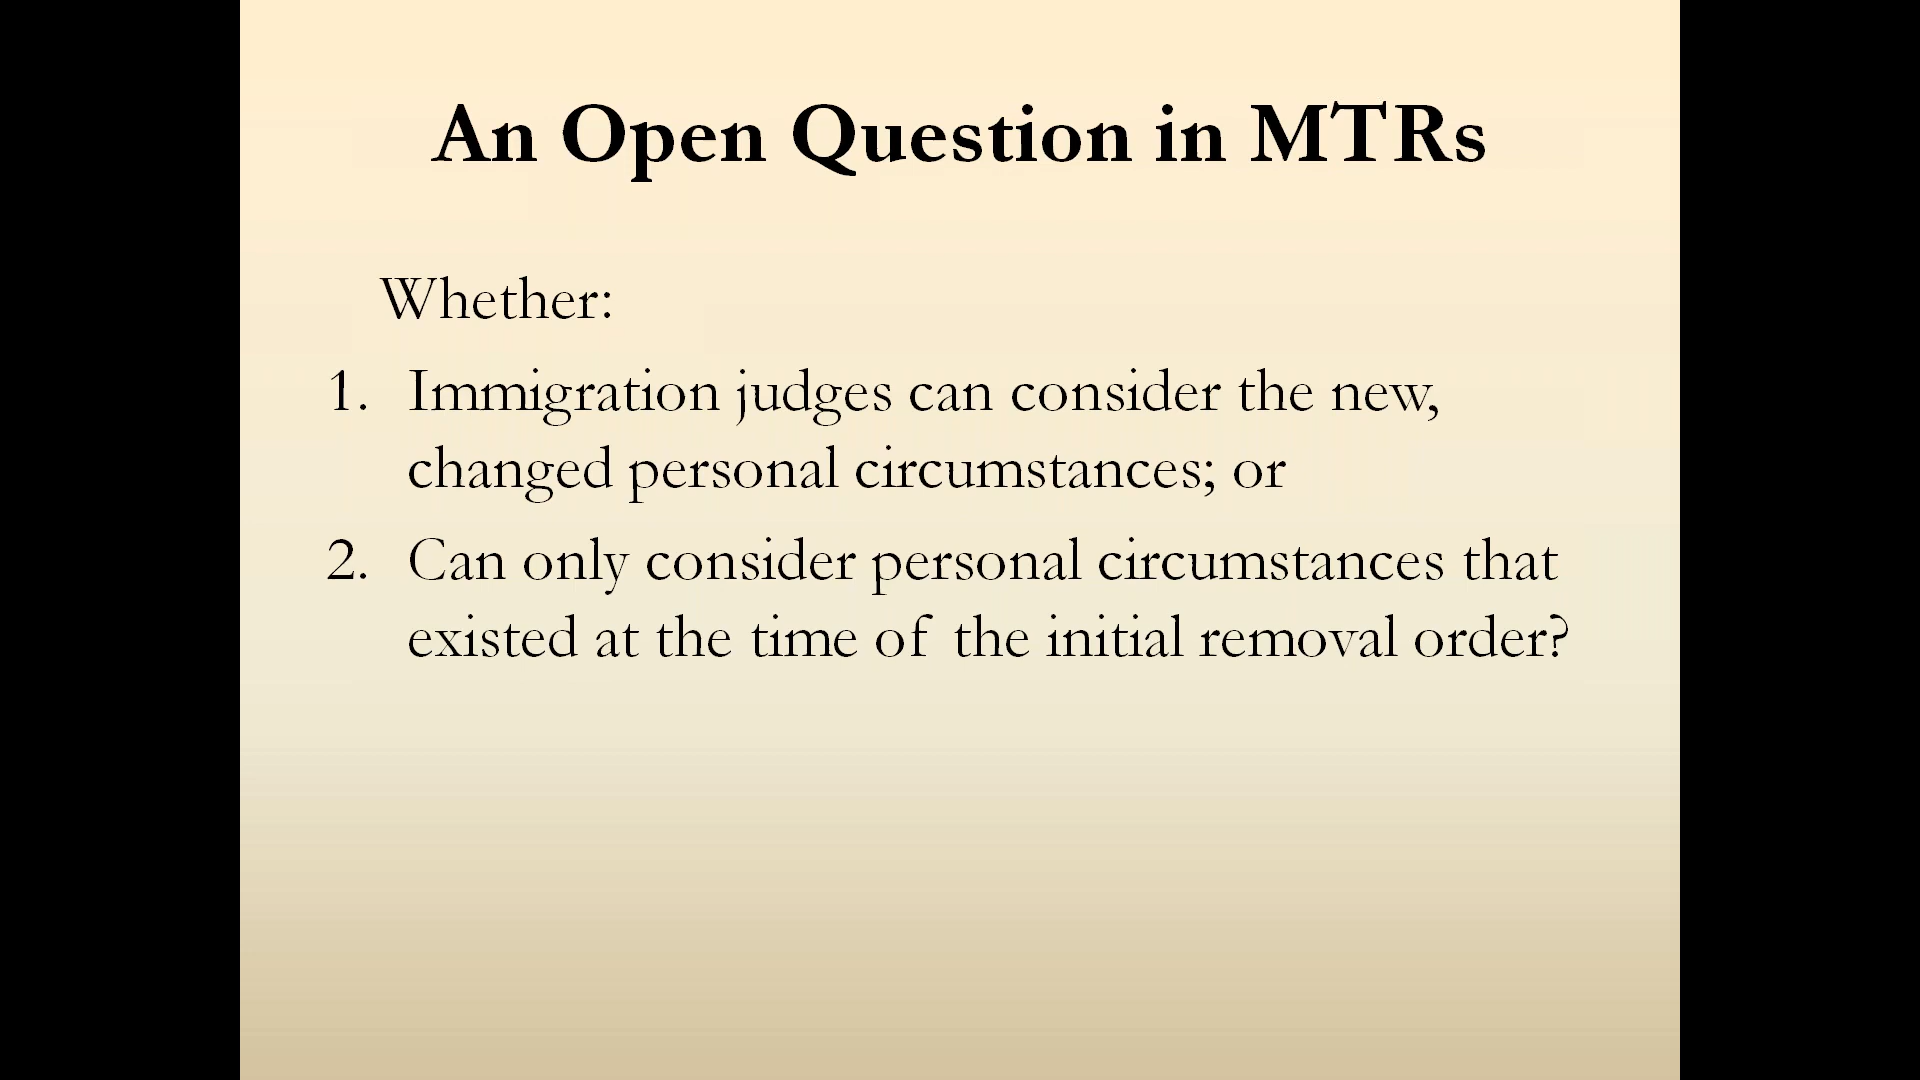 An Open Question in MTRs
Whether:
1. Immigration judges can consider the new,
changed personal circumstances; or
2. Can only consider personal circumstances that
existed at the time of the initial removal order?